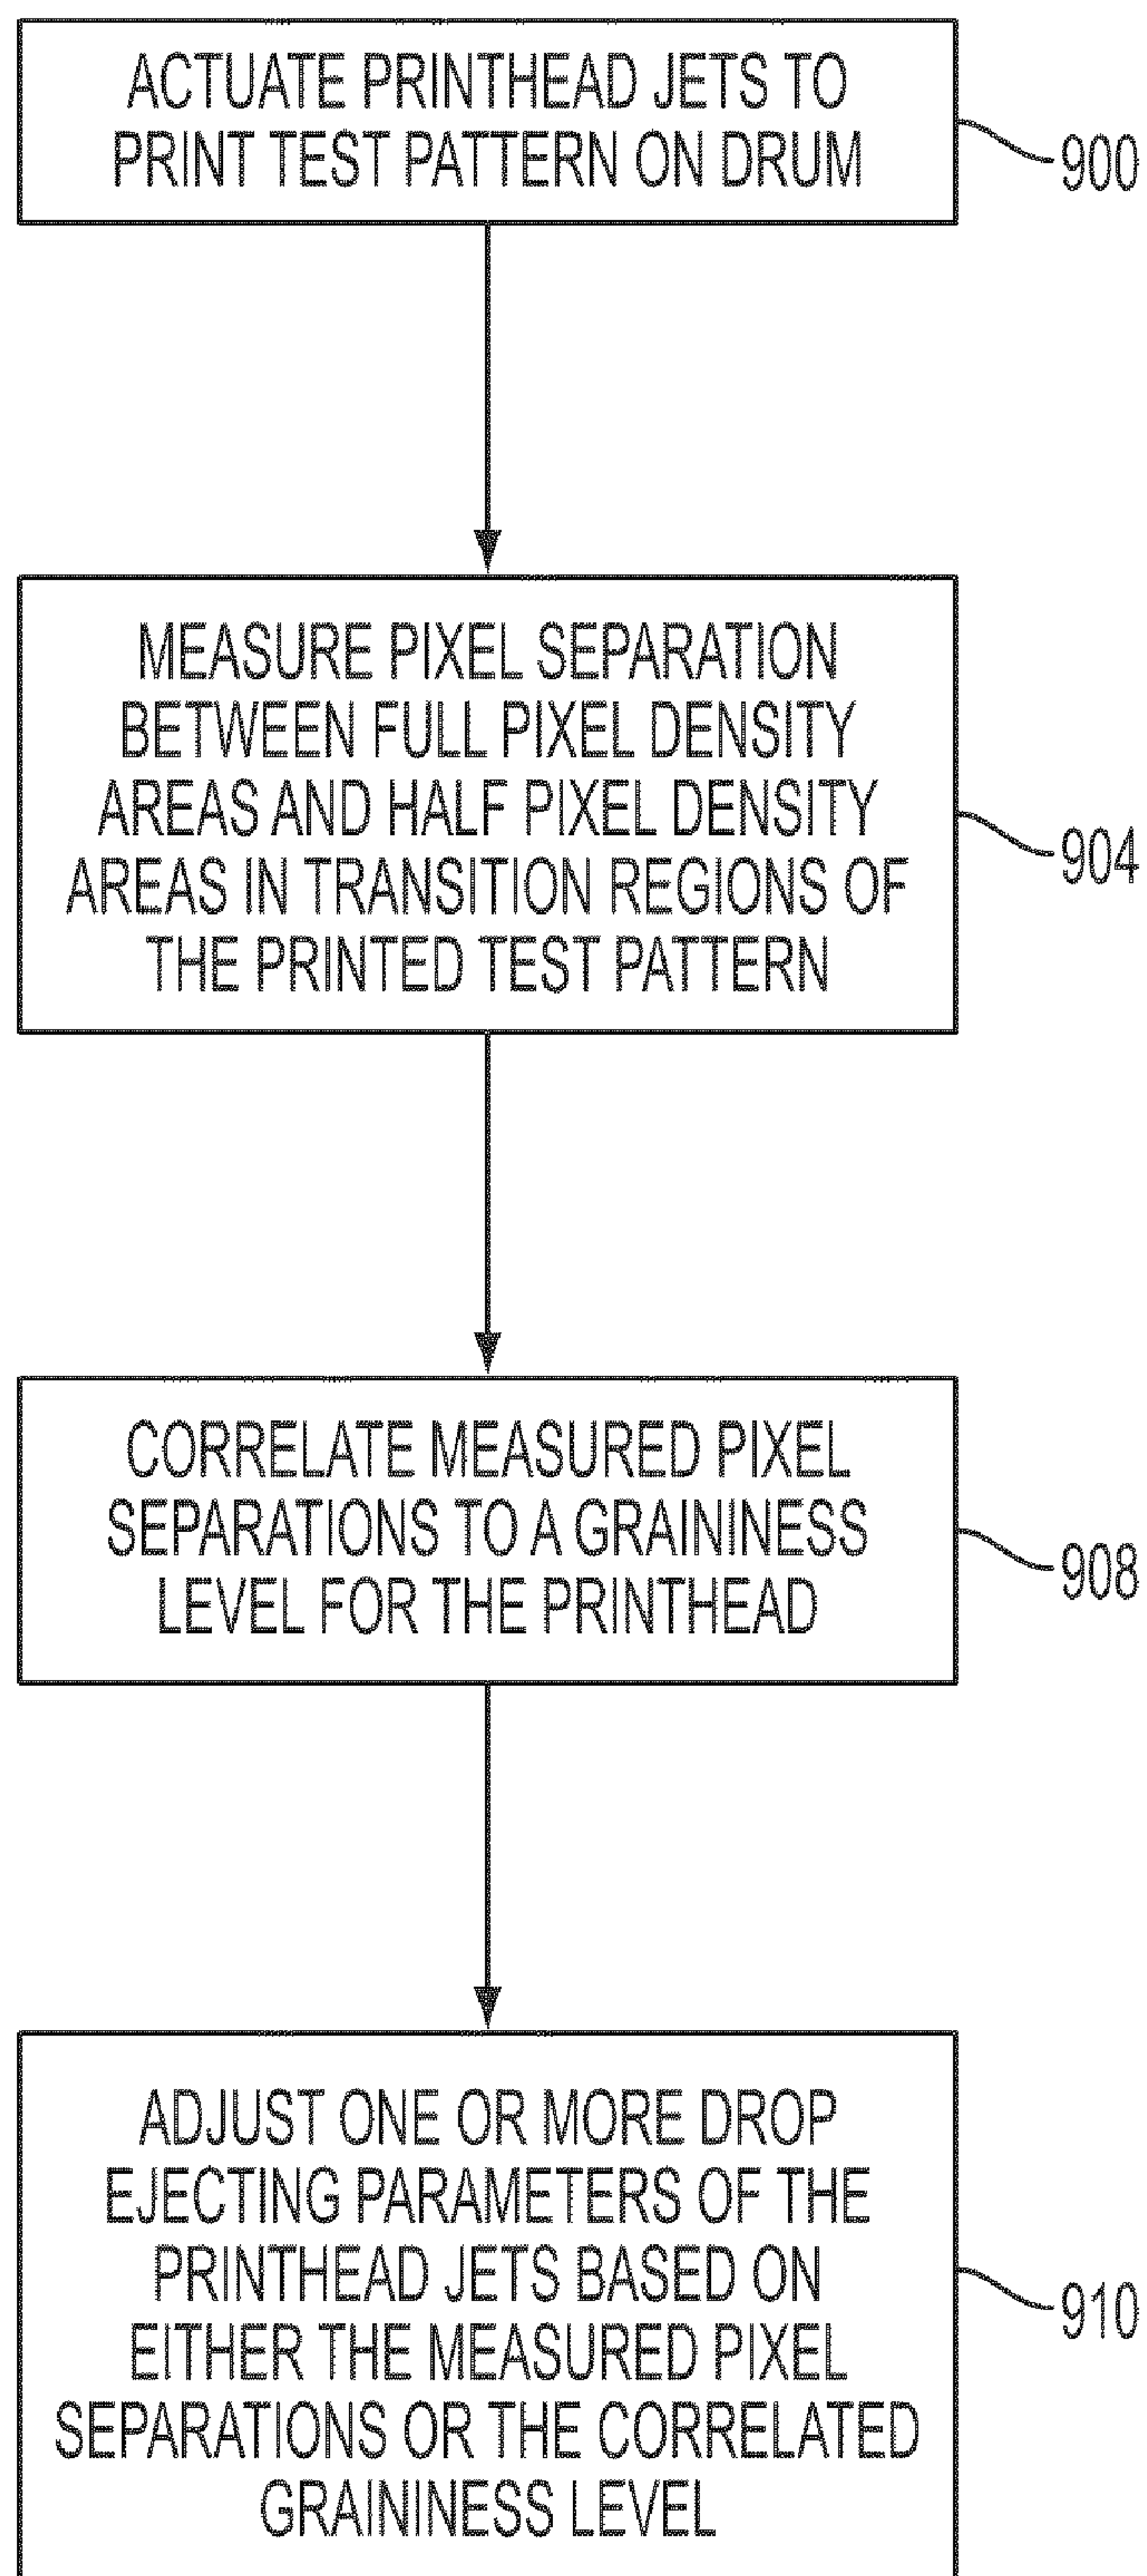 ACTUATE PRINTHEAD JETS TO
PRINT TEST PATTERN ON DRUM
900
MEASURE PIXEL SEPARATION
BETWEEN FULL PIXEL DENSITY
AREAS AND HALF PIXEL DENSITY
AREAS IN TRANSITION REGIONS OF
THE PRINTED TEST PATTERN
904
CORRELATE MEASURED PIXEL
SEPARATIONS TO A GRAININESS
LEVEL FOR THE PRINTHEAD
908
ADJUST ONE OR MORE DROP
EJECTING PARAMETERS OF THE
PRINTHEAD JETS BASED ON
EITHER THE MEASURED PIXEL
SEPARATIONS OR THE CORRELATED
GRAININESS LEVEL
910